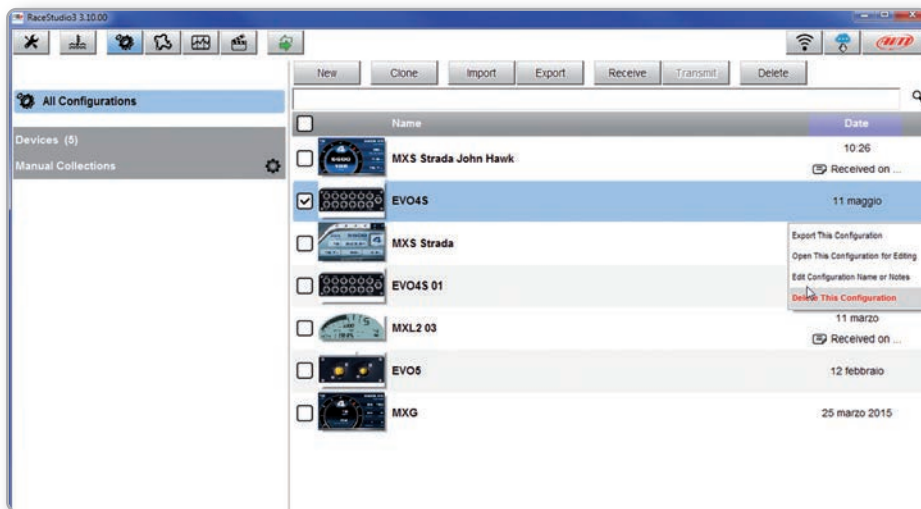 RaceStudio3 3.10.00
AiM
New Clone Import Export Receive Transmit Delete
All Configurations
Name Date
Devices (5)
Manual Collections
10:26
MXS Strada John Hawk
Received on ...
EVO4S 11 maggio
MXS Strada
Export This Configuration
Open This Configuration for Editing
Edit Configuration Name or Notes
Delete This Configuration
EVO4S 01
11 marzo
MXL2 03
Received on ...
EVO5 12 febbraio
MXG 25 marzo 2015